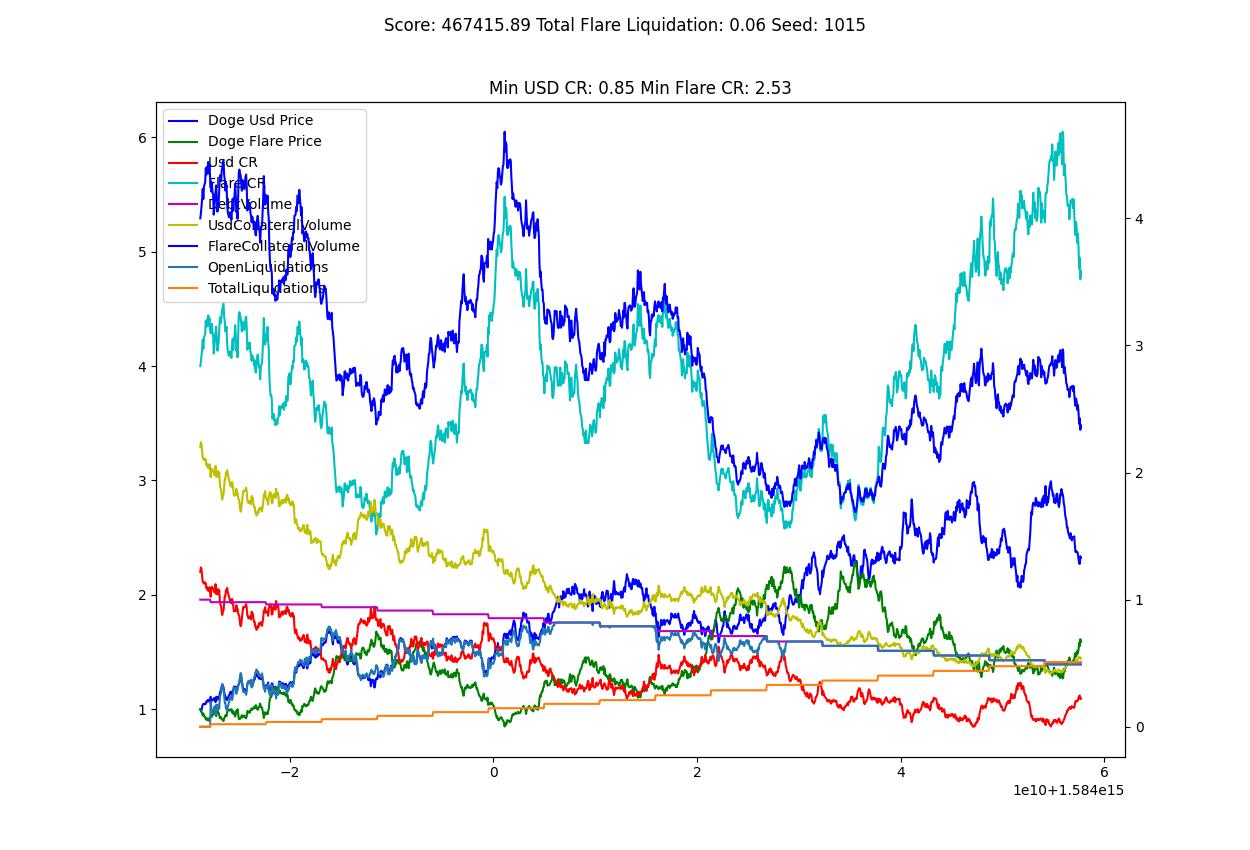 Score: 467415.89 Total Flare Liquidation: 0.06 Seed: 1015
Min USD CR: 0.85 Min Flare CR: 2.53
Doge Usd Price
Doge Flare Price
Usd CR
Flare CR
DebtVolume
UsdCollateralVolume
FlareCollateralVolume
OpenLiquidations
TotalLiquidations
6
5
4
3
2
1
4
3
2
1
0
−2 0 2 4 6
1e10+1.584e15